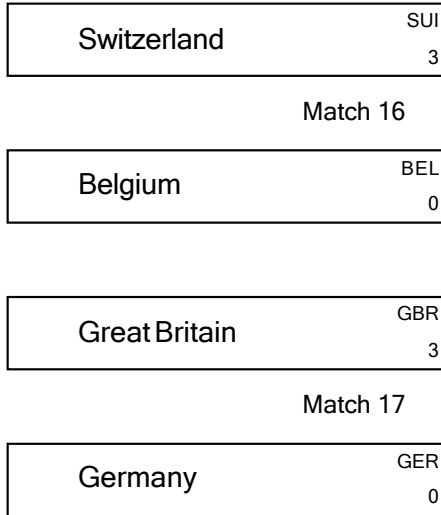 Switzerland SUI
3
Match 16
Belgium BEL
0
Great Britain GBR
3
Match 17
Germany GER
0